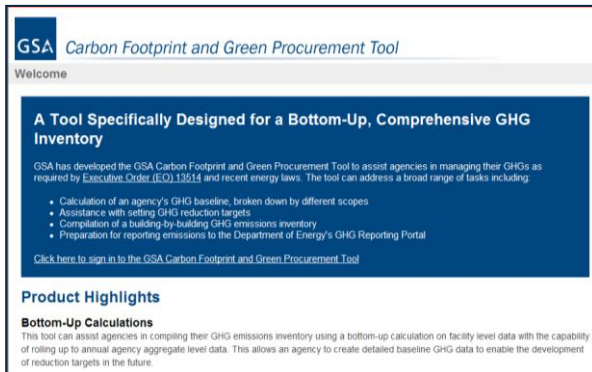 GSA Carbon Footprint and Green Procurement Tool
Welcome
A Tool Specifically Designed for a Bottom-Up, Comprehensive GHG
Inventory
GSA has developed the GSA Carbon Footprint and Green Procurement Tool to assist agencies in managing their GHGs as
required by Executive Order (EO) 13514 and recent energy laws. The tool can address a broad range of tasks including:
• Calculation of an agency's GHG baseline, broken down by different scopes
• Assistance with setting GHG reduction targets
• Compilation of a building-by-building GHG emissions inventory
• Preparation for reporting emissions to the Department of Energy's GHG Reporting Portal
Click here to sign in to the GSA Carbon Footprint and Green Procurement Tool
Product Highlights
Bottom-Up Calculations
This tool can assist agencies in compiling their GHG emissions inventory using a bottom-up calculation on facility level data with the capability
of rolling up to annual agency aggregate level data. This allows an agency to create detailed baseline GHG data to enable the development
of reduction targets in the future.